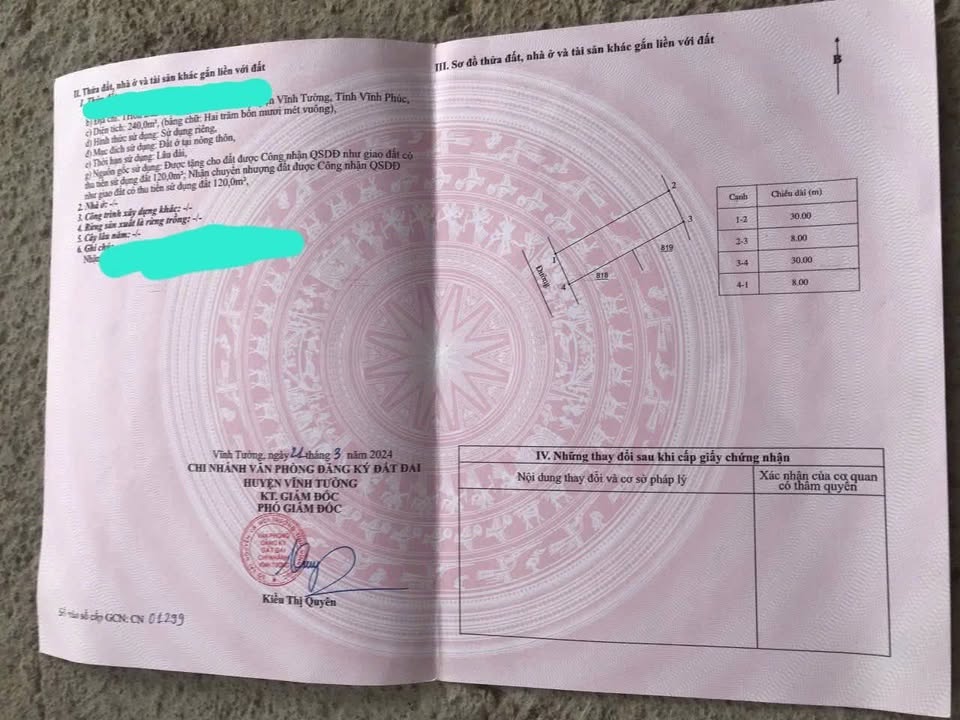 II. Thửa đất, nhà ở và tài sản khác gắn liền với đất
Vĩnh Tường, Tỉnh Vĩnh Phúc,
c) Diện tích: 240,0m², (bằng chữ: Hai trăm bốn mươi mét vuông),
d) Hình thức sử dụng: Sử dụng riêng,
đ) Mục đích sử dụng: Đất ở tại nông thôn,
e) Thời hạn sử dụng: Lâu dài,
g) Nguồn gốc sử dụng: Được tặng cho đất được Công nhận QSDĐ như giao đất có
thu tiền sử dụng đất 120,0m²; Nhận chuyển nhượng đất được Công nhận QSDĐ
như giao đất có thu tiền sử dụng đất 120,0m²,
2. Nhà ở: -/-
3. Công trình xây dựng khác: -/-
4. Rừng sản xuất là rừng trồng: -/-
5. Cây lâu năm: -/-
6. Ghi chú:
Vĩnh Tường, ngày 21 tháng 3 năm 2024
CHI NHÁNH VĂN PHÒNG ĐĂNG KÝ ĐẤT ĐAI
HUYỆN VĨNH TƯỜNG
KT. GIÁM ĐỐC
PHÓ GIÁM ĐỐC
VĂN PHÒNG
ĐĂNG KÝ
ĐẤT ĐAI
CHI NHÁNH
VĨNH TƯỜNG
Kiều Thị Quyên
Số vào sổ cấp GCN: CN 01299
III. Sơ đồ thửa đất, nhà ở và tài sản khác gắn liền với đất
B
2
3
1
4
819
818
Đường
Cạnh Chiều dài (m)
1-2 30.00
2-3 8.00
3-4 30.00
4-1 8.00
IV. Những thay đổi sau khi cấp giấy chứng nhận
Nội dung thay đổi và cơ sở pháp lý
Xác nhận của cơ quan
có thẩm quyền